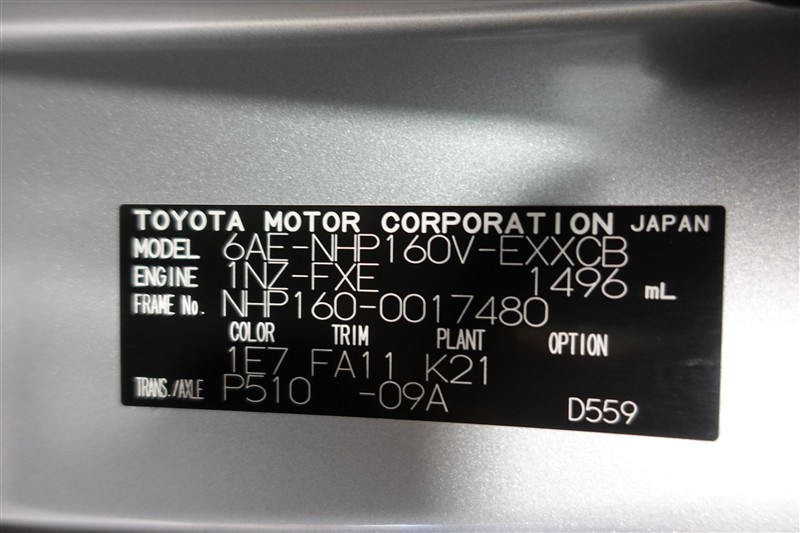 TOYOTA MOTOR CORPORATION JAPAN
MODEL 6AE-NHP160V-EXXCB
ENGINE 1NZ-FXE 1496 mL
FRAME No. NHP160-0017480
COLOR TRIM PLANT OPTION
1E7 FA11 K21
TRANS./AXLE P510 -09A
D559